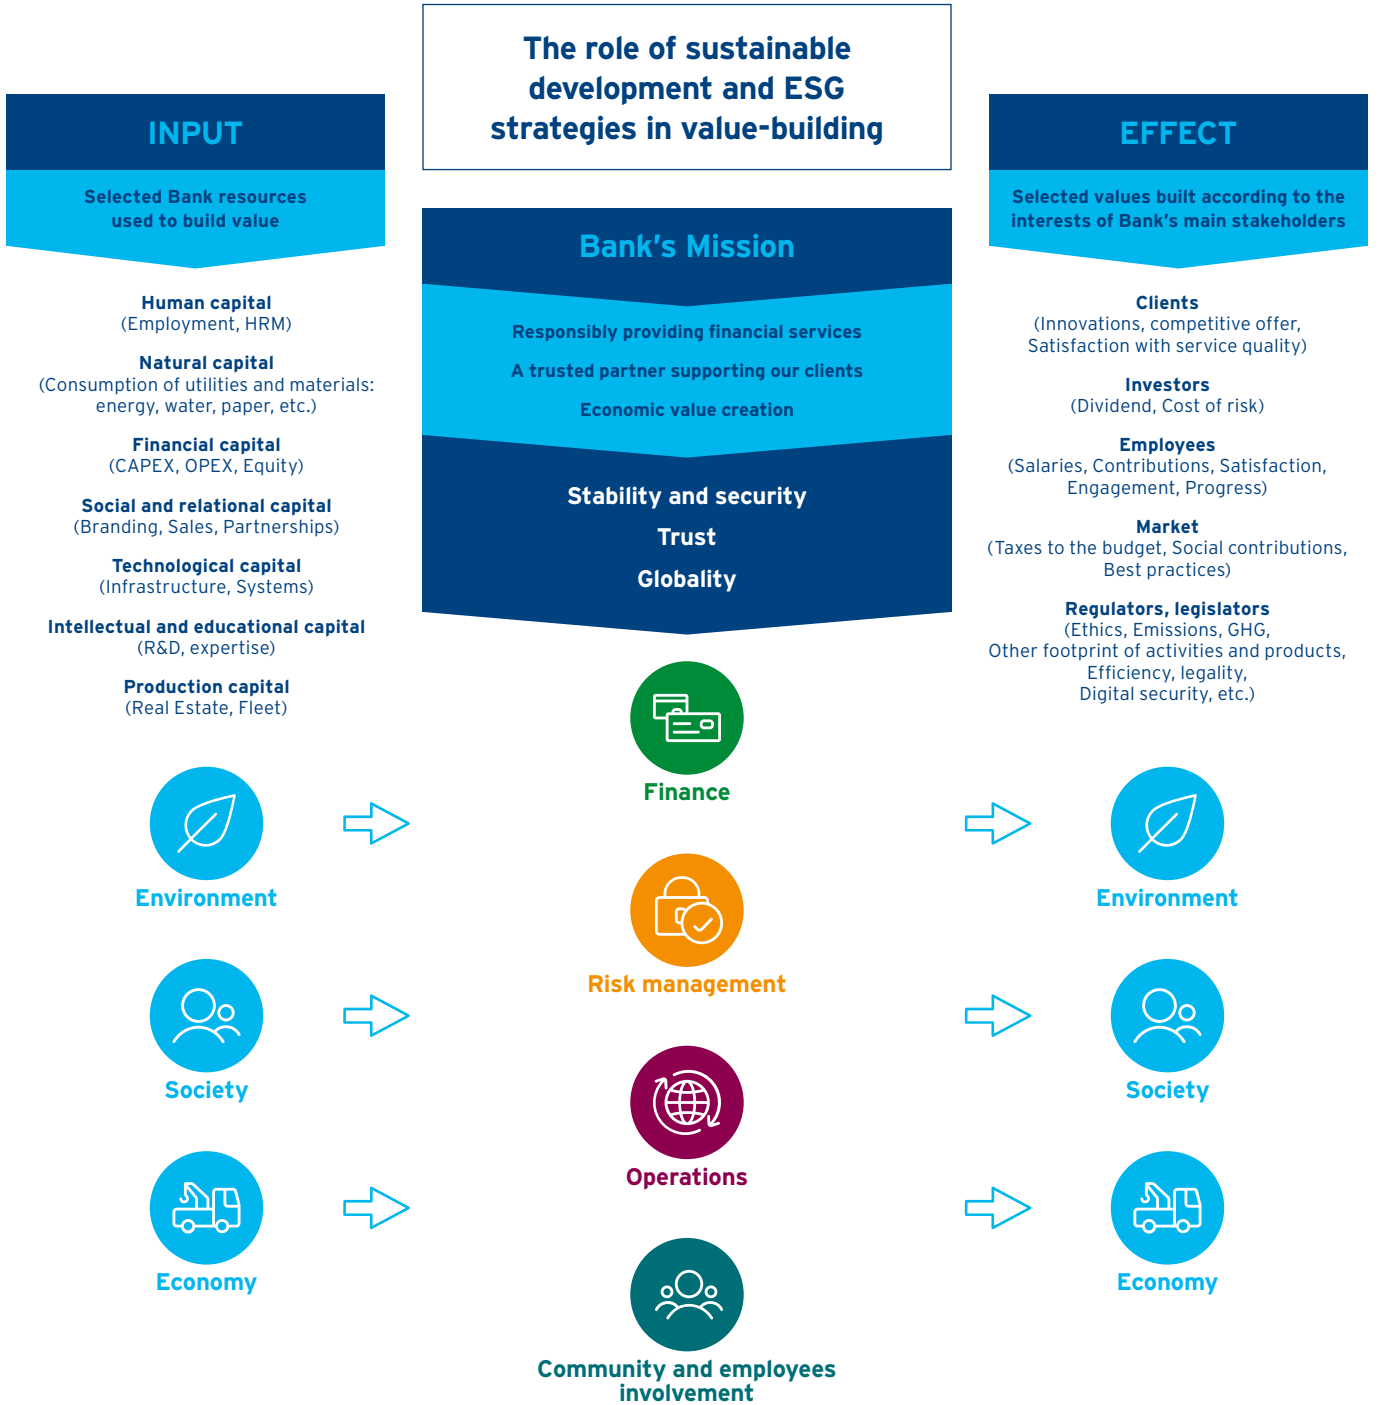 The role of sustainable
development and ESG
strategies in value-building
INPUT
Selected Bank resources
used to build value
Human capital
(Employment, HRM)
Natural capital
(Consumption of utilities and materials:
energy, water, paper, etc.)
Financial capital
(CAPEX, OPEX, Equity)
Social and relational capital
(Branding, Sales, Partnerships)
Technological capital
(Infrastructure, Systems)
Intellectual and educational capital
(R&D, expertise)
Production capital
(Real Estate, Fleet)
Environment
Society
Economy
Bank's Mission
Responsibly providing financial services
A trusted partner supporting our clients
Economic value creation
Stability and security
Trust
Globality
Finance
Risk management
Operations
Community and employees
involvement
EFFECT
Selected values built according to the
interests of Bank's main stakeholders
Clients
(Innovations, competitive offer,
Satisfaction with service quality)
Investors
(Dividend, Cost of risk)
Employees
(Salaries, Contributions, Satisfaction,
Engagement, Progress)
Market
(Taxes to the budget, Social contributions,
Best practices)
Regulators, legislators
(Ethics, Emissions, GHG,
Other footprint of activities and products,
Efficiency, legality,
Digital security, etc.)
Environment
Society
Economy